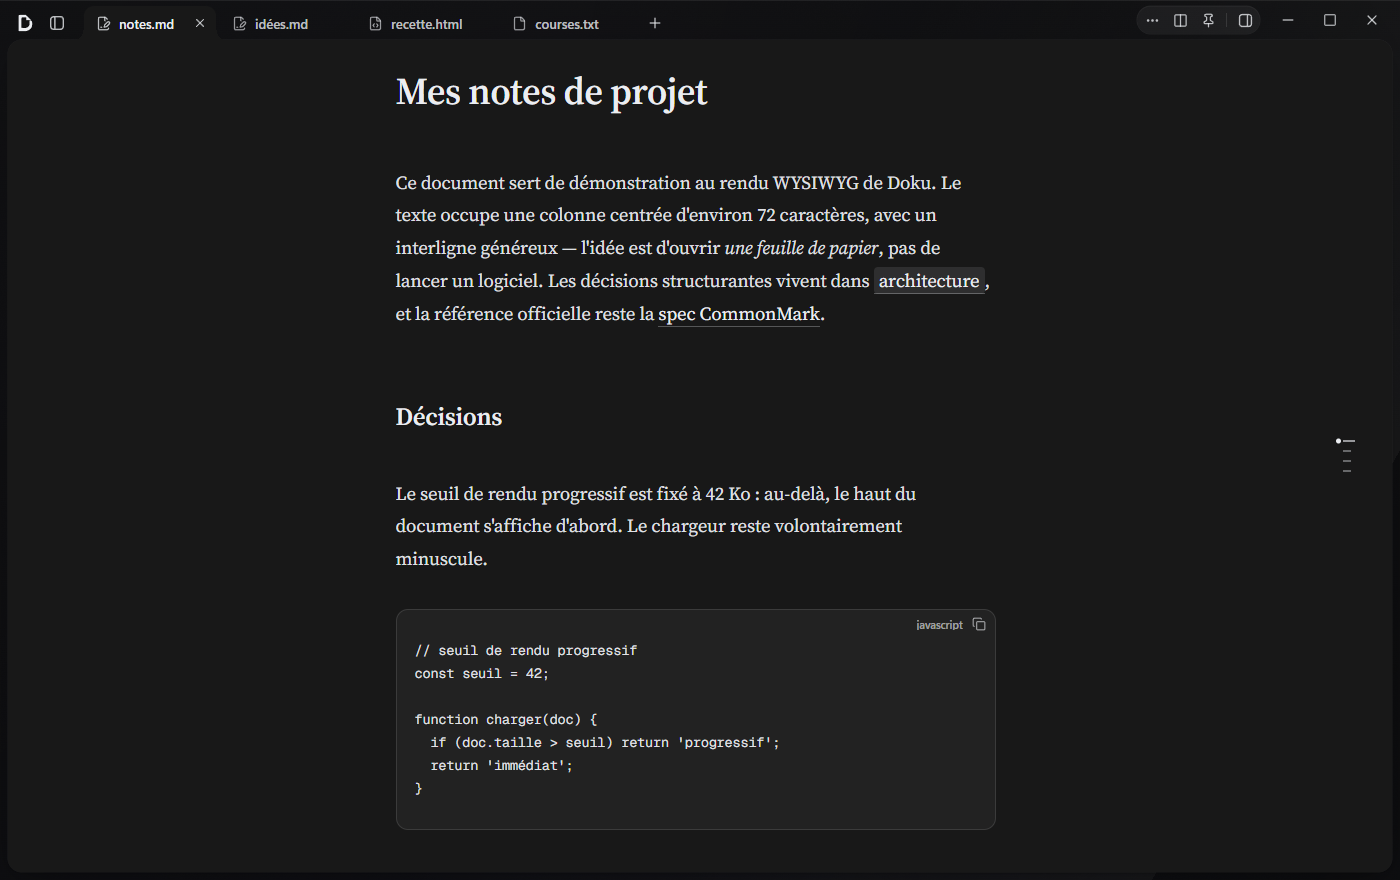 notes.md
idées.md
recette.html
courses.txt
Mes notes de projet
Ce document sert de démonstration au rendu WYSIWYG de Doku. Le
texte occupe une colonne centrée d'environ 72 caractères, avec un
interligne généreux — l'idée est d'ouvrir une feuille de papier, pas de
lancer un logiciel. Les décisions structurantes vivent dans architecture ,
et la référence officielle reste la spec CommonMark.
Décisions
Le seuil de rendu progressif est fixé à 42 Ko : au-delà, le haut du
document s'affiche d'abord. Le chargeur reste volontairement
minuscule.
javascript
// seuil de rendu progressif
const seuil = 42;
function charger(doc) {
  if (doc.taille > seuil) return 'progressif';
  return 'immédiat';
}